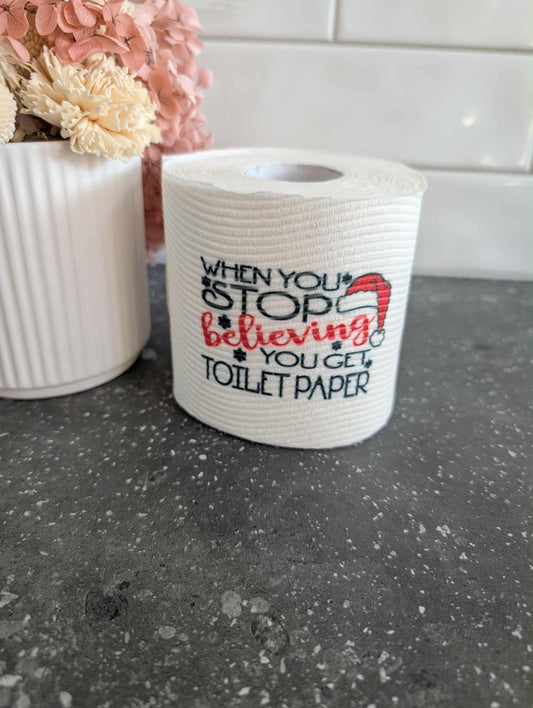 WHEN YOU
STOP
believing
YOU GET
TOILET PAPER